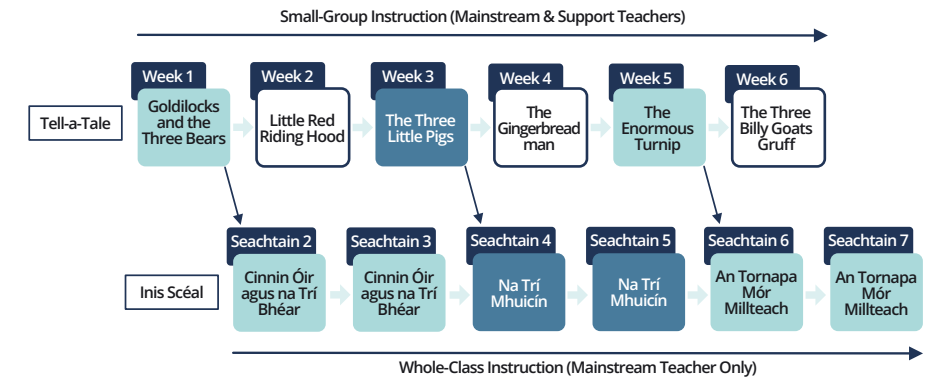 Small-Group Instruction (Mainstream & Support Teachers)
Week 1
Week 2
Week 3
Week 4
Week 5
Week 6
Tell-a-Tale
Goldilocks
and the
Three Bears
Little Red
Riding Hood
The Three
Little Pigs
The
Gingerbread
man
The
Enormous
Turnip
The Three
Billy Goats
Gruff
Seachtain 2
Seachtain 3
Seachtain 4
Seachtain 5
Seachtain 6
Seachtain 7
Inis Scéal
Cinnin Óir
agus na Trí
Bhéar
Cinnin Óir
agus na Trí
Bhéar
Na Trí
Mhuicín
Na Trí
Mhuicín
An Tornapa
Mór
Millteach
An Tornapa
Mór
Millteach
Whole-Class Instruction (Mainstream Teacher Only)